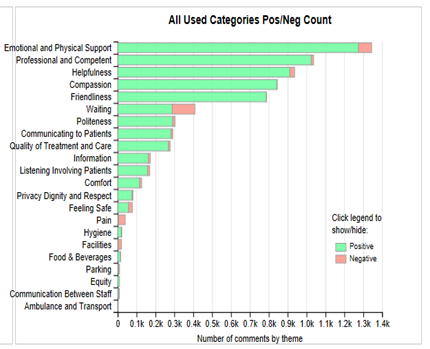 All Used Categories Pos/Neg Count
Emotional and Physical Support
Professional and Competent
Helpfulness
Compassion
Friendliness
Waiting
Politeness
Communicating to Patients
Quality of Treatment and Care
Information
Listening Involving Patients
Comfort
Privacy Dignity and Respect
Feeling Safe
Pain
Hygiene
Facilities
Food & Beverages
Parking
Equity
Communication Between Staff
Ambulance and Transport
Click legend to
show/hide:
Positive
Negative
0 0.1k 0.2k 0.3k 0.4k 0.5k 0.6k 0.7k 0.8k 0.9k 1.0k 1.1k 1.2k 1.3k 1.4k
Number of comments by theme